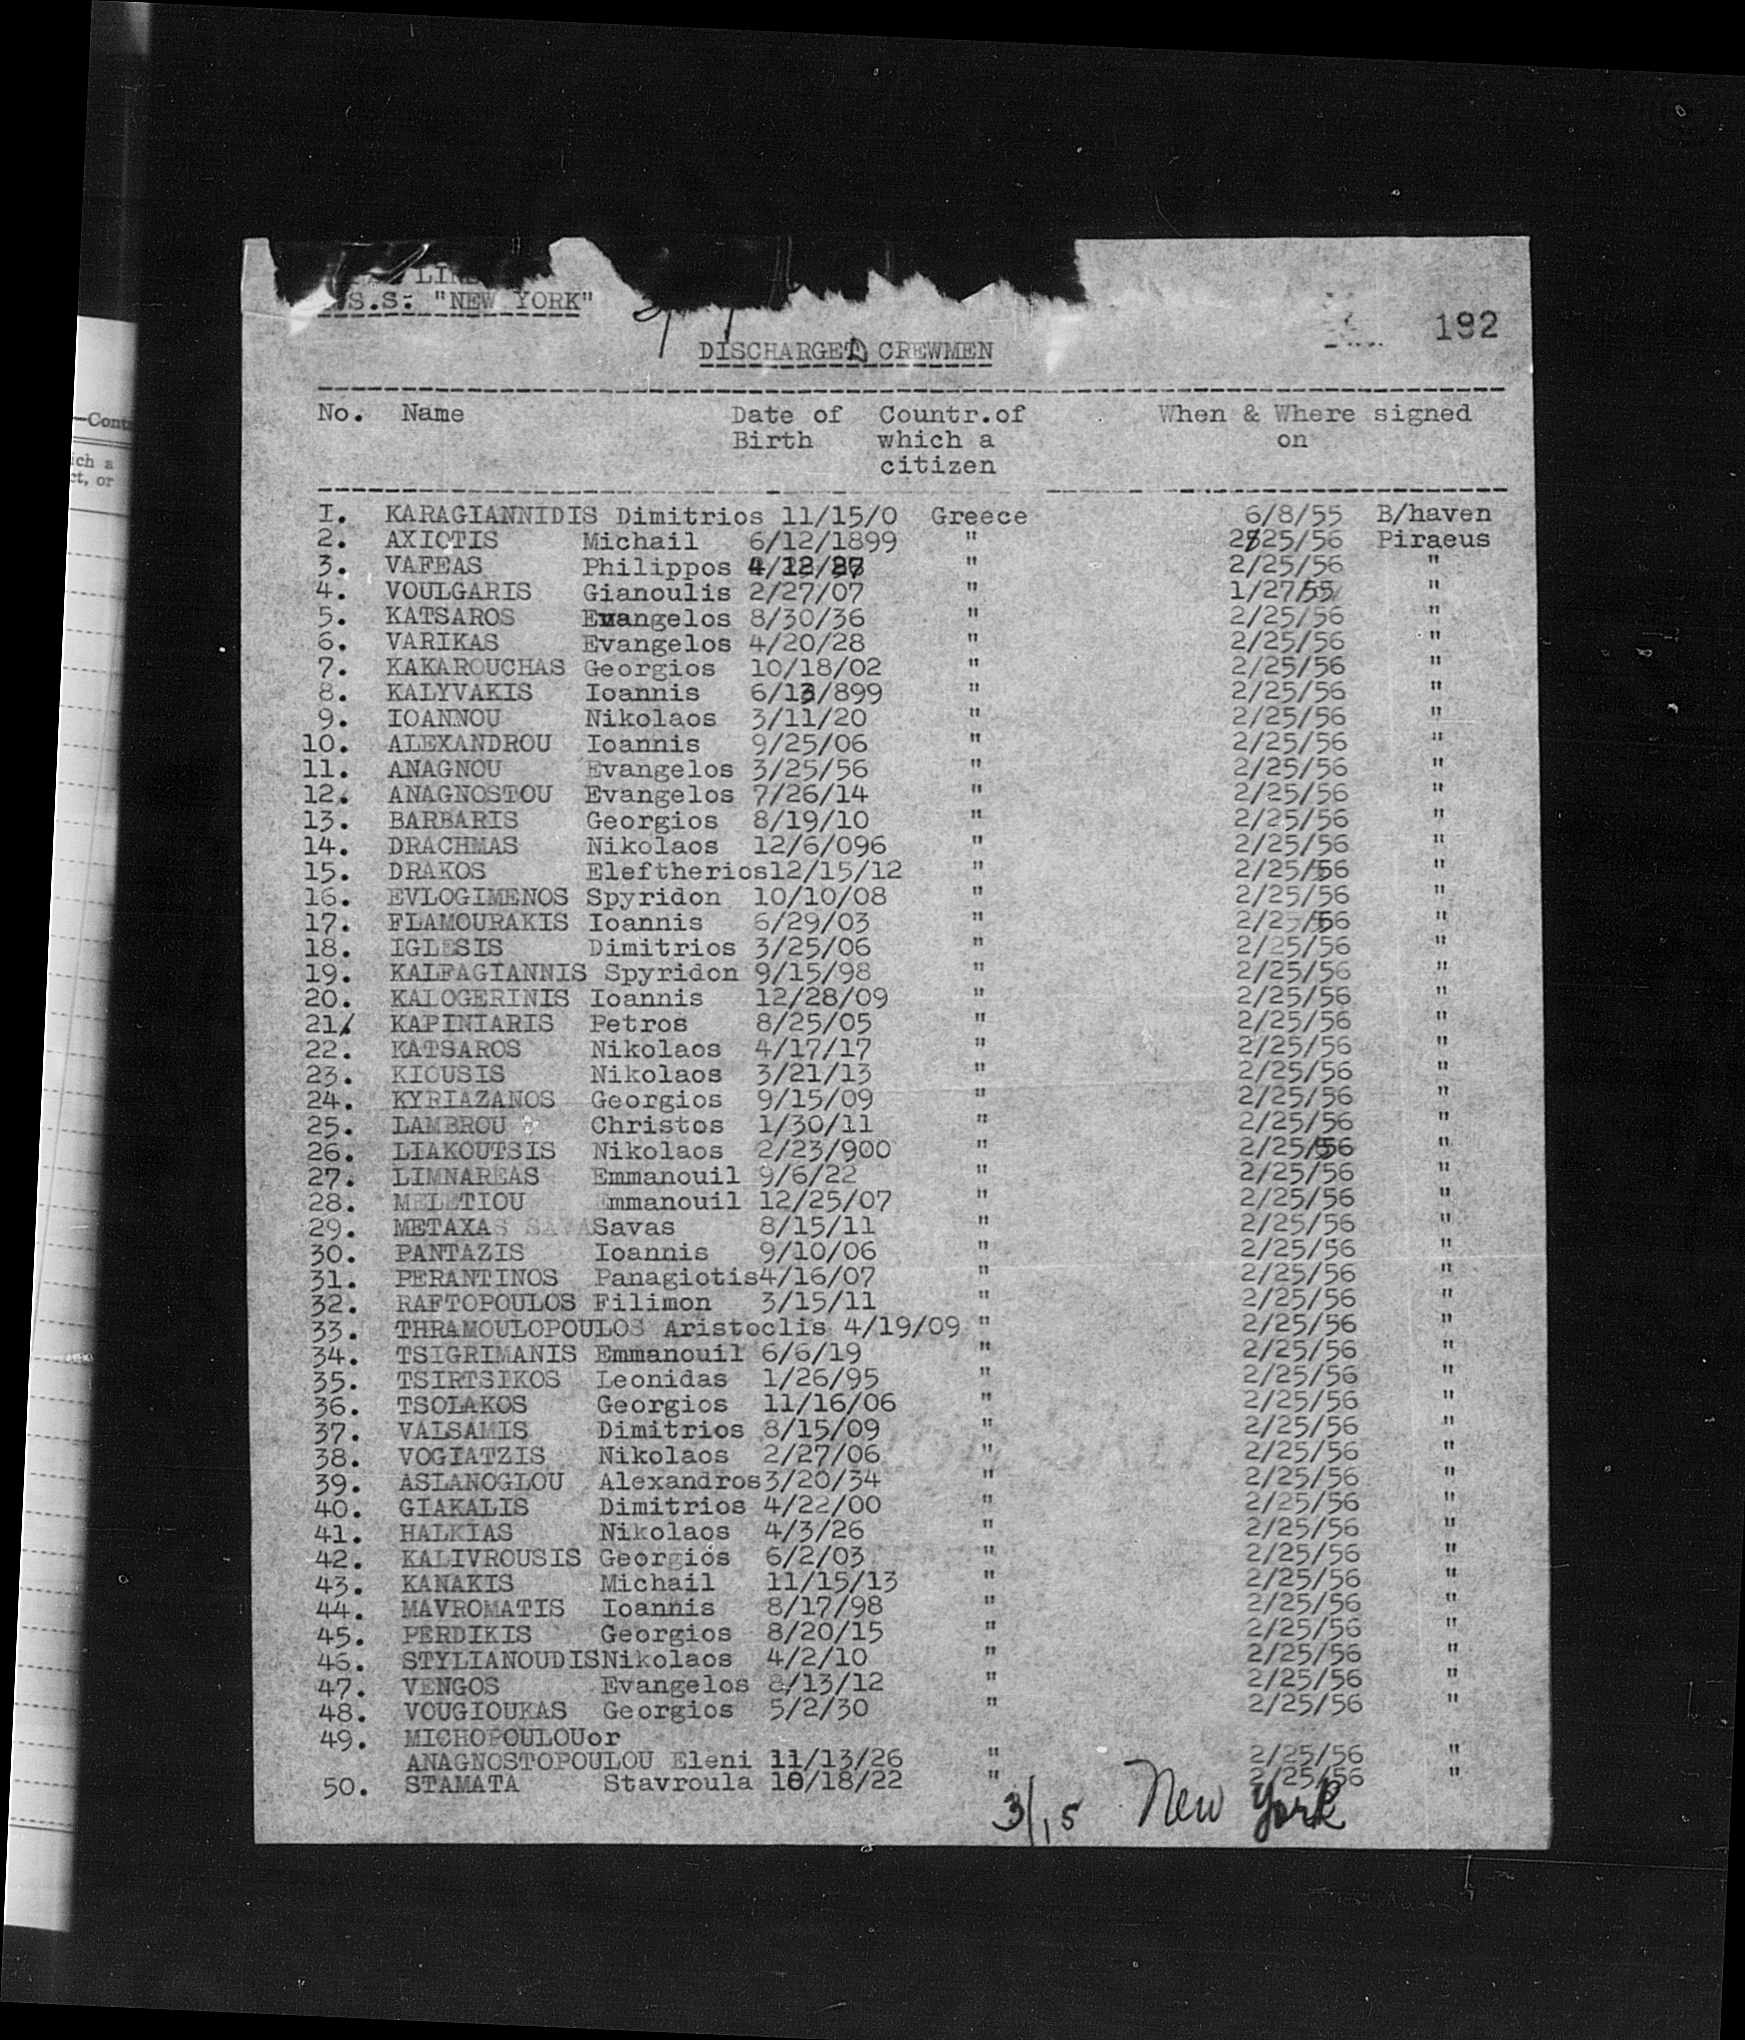 S.S: "NEW YORK"
192
DISCHARGED CREWMEN
No. Name Date of Countr.of When & Where signed
Birth which a on
citizen
I. KARAGIANNIDIS Dimitrios 11/15/0 Greece 6/8/55 B/haven
2. AXIOTIS Michail 6/12/1899 " 2/25/56 Piraeus
3. VAFEAS Philippos " 2/25/56 "
4. VOULGARIS Gianoulis 2/27/07 " 1/27/55 "
5. KATSAROS Evangelos 8/30/36 " 2/25/56 "
6. VARIKAS Evangelos 4/20/28 " 2/25/56 "
7. KAKAROUCHAS Georgios 10/18/02 " 2/25/56 "
8. KALYVAKIS Ioannis 6/13/899 " 2/25/56 "
9. IOANNOU Nikolaos 3/11/20 " 2/25/56 "
10. ALEXANDROU Ioannis 9/25/06 " 2/25/56 "
11. ANAGNOU Evangelos 3/25/56 " 2/25/56 "
12. ANAGNOSTOU Evangelos 7/26/14 " 2/25/56 "
13. BARBARIS Georgios 8/19/10 " 2/25/56 "
14. DRACHMAS Nikolaos 12/6/096 " 2/25/56 "
15. DRAKOS Eleftherios12/15/12 " 2/25/56 "
16. EVLOGIMENOS Spyridon 10/10/08 " 2/25/56 "
17. FLAMOURAKIS Ioannis 6/29/03 " 2/25/56 "
18. IGLESIS Dimitrios 3/25/06 " 2/25/56 "
19. KALFAGIANNIS Spyridon 9/15/98 " 2/25/56 "
20. KALOGERINIS Ioannis 12/28/09 " 2/25/56 "
21/ KAPINIARIS Petros 8/25/05 " 2/25/56 "
22. KATSAROS Nikolaos 4/17/17 " 2/25/56 "
23. KIOUSIS Nikolaos 3/21/13 " 2/25/56 "
24. KYRIAZANOS Georgios 9/15/09 " 2/25/56 "
25. LAMBROU Christos 1/30/11 " 2/25/56 "
26. LIAKOUTSIS Nikolaos 2/23/900 " 2/25/56 "
27. LIMNAREAS Emmanouil 9/6/22 " 2/25/56 "
28. MELETIOU Emmanouil 12/25/07 " 2/25/56 "
29. METAXAS Savas 8/15/11 " 2/25/56 "
30. PANTAZIS Ioannis 9/10/06 " 2/25/56 "
31. PERANTINOS Panagiotis4/16/07 " 2/25/56 "
32. RAFTOPOULOS Filimon 3/15/11 " 2/25/56 "
33. THRAMOULOPOULOS Aristoclis 4/19/09 " 2/25/56 "
34. TSIGRIMANIS Emmanouil 6/6/19 " 2/25/56 "
35. TSIRTSIKOS Leonidas 1/26/95 " 2/25/56 "
36. TSOLAKOS Georgios 11/16/06 " 2/25/56 "
37. VALSAMIS Dimitrios 8/15/09 " 2/25/56 "
38. VOGIATZIS Nikolaos 2/27/06 " 2/25/56 "
39. ASLANOGLOU Alexandros3/20/34 " 2/25/56 "
40. GIAKALIS Dimitrios 4/22/00 " 2/25/56 "
41. HALKIAS Nikolaos 4/3/26 " 2/25/56 "
42. KALIVROUSIS Georgios 6/2/03 " 2/25/56 "
43. KANAKIS Michail 11/15/13 " 2/25/56 "
44. MAVROMATIS Ioannis 8/17/98 " 2/25/56 "
45. PERDIKIS Georgios 8/20/15 " 2/25/56 "
46. STYLIANOUDISNikolaos 4/2/10 " 2/25/56 "
47. VENGOS Evangelos 8/13/12 " 2/25/56 "
48. VOUGIOUKAS Georgios 5/2/30 " 2/25/56 "
49. MICHOPOULOUor
ANAGNOSTOPOULOU Eleni 11/13/26 " 2/25/56 "
50. STAMATA Stavroula 10/18/22 " 2/25/56 "
3/15 New York